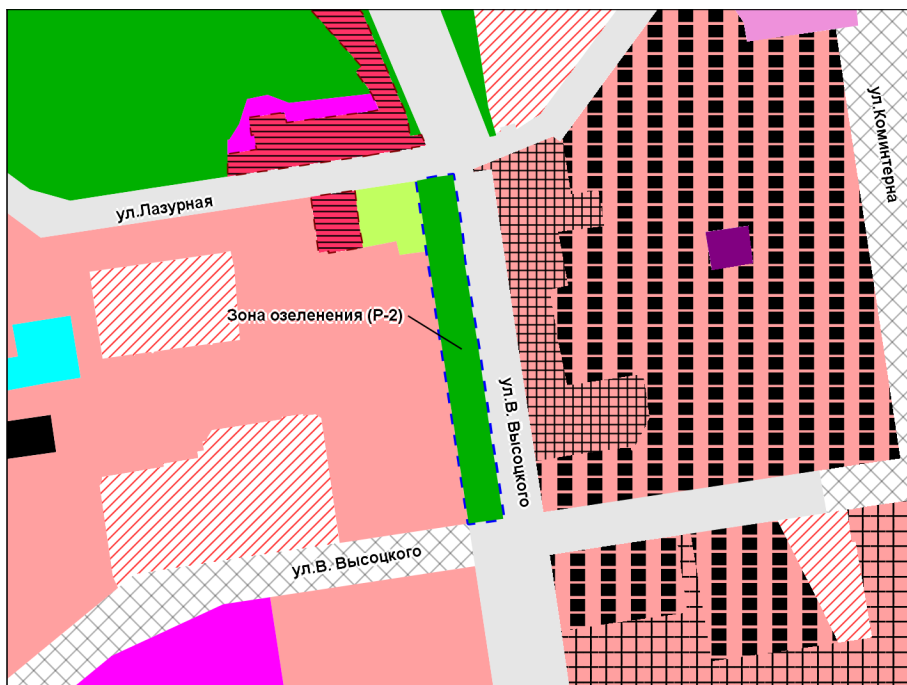 ул.Коминтерна
ул.Лазурная
Зона озеленения (Р-2)
ул.В. Высоцкого
ул.В. Высоцкого